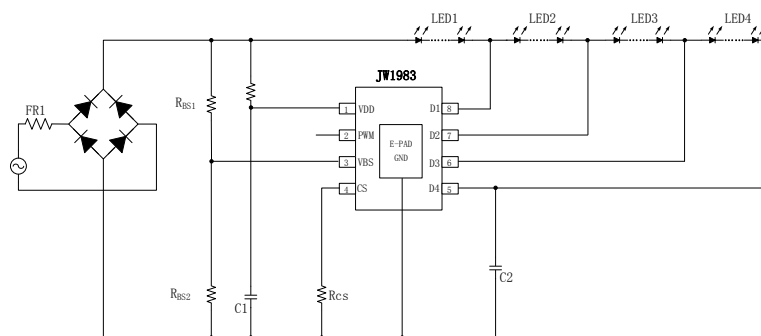 LED1 LED2 LED3 LED4
JW1983
FR1
RBS1
1 VDD D1 8
2 PWM D2 7
E-PAD
GND
3 VBS D3 6
4 CS D4 5
RBS2
C1
Rcs
C2